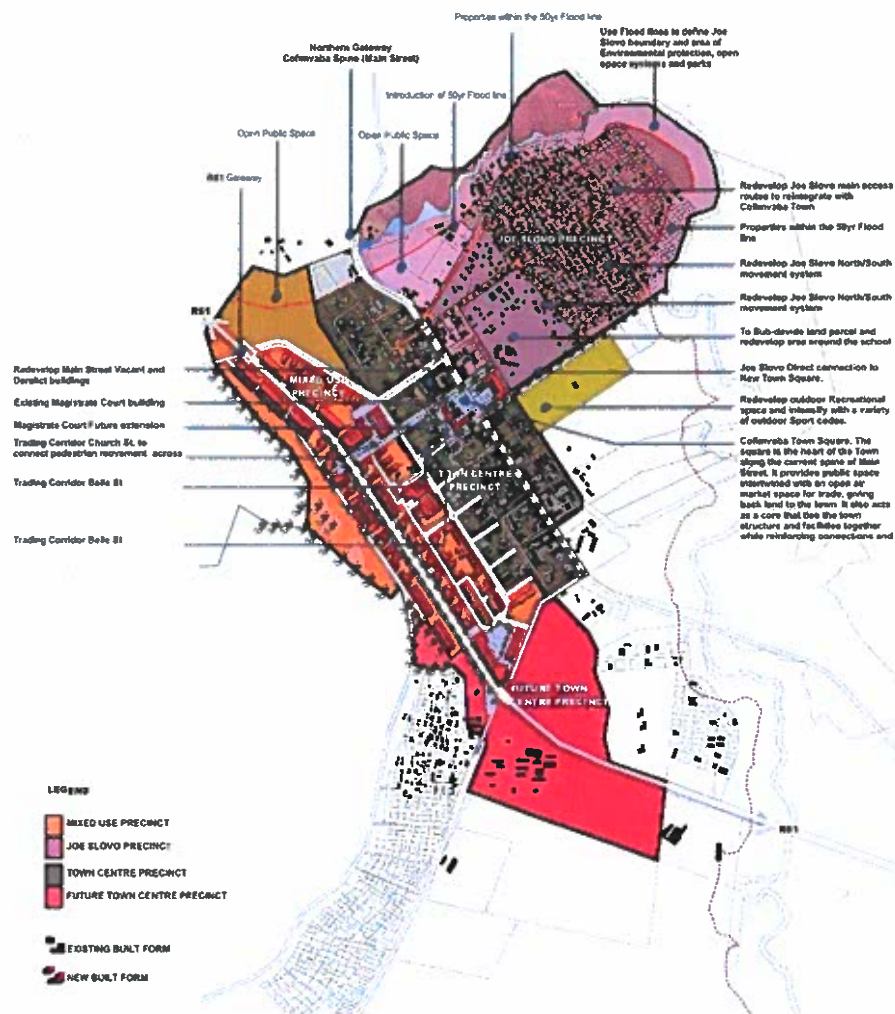 Properties within the 50yr Flood line
Use Flood lines to define Joe
Slovo boundary and area of
Environmental protection, open
space systems and parks
Northern Gateway
Cofimvaba Spine (Main Street)
Introduction of 50yr Flood line
Open Public Space
Open Public Space
R61 Gateway
Redevelop Joe Slovo main access
routes to reintegrate with
Cofimvaba Town
Properties within the 50yr Flood
line
JOE SLOVO PRECINCT
Redevelop Joe Slovo North/South
movement system
Redevelop Joe Slovo North/South
movement system
R61
To Sub-devide land parcel and
redevelop area around the school
Redevelop Main Street Vacant and
Derelict buildings
Joe Slovo Direct connection to
New Town Square.
MIXED USE
PRECINCT
Existing Magistrate Court building
Redevelop outdoor Recreational
space and intensify with a variety
of outdoor Sport codes.
Magistrate Court Future extension
Trading Corridor Church St. to
connect pedestrian movement across
Cofimvaba Town Square. The
square is the heart of the Town
along the current spine of Main
Street. It provides public space
intertwined with an open air
market space for trade, giving
back land to the town. It also acts
as a core that ties the town
structure and facilities together
while reinforcing connections and
TOWN CENTRE
PRECINCT
Trading Corridor Belle St
Trading Corridor Belle St
FUTURE TOWN
CENTRE PRECINCT
R61
LEGEND
MIXED USE PRECINCT
JOE SLOVO PRECINCT
TOWN CENTRE PRECINCT
FUTURE TOWN CENTRE PRECINCT
EXISTING BUILT FORM
NEW BUILT FORM